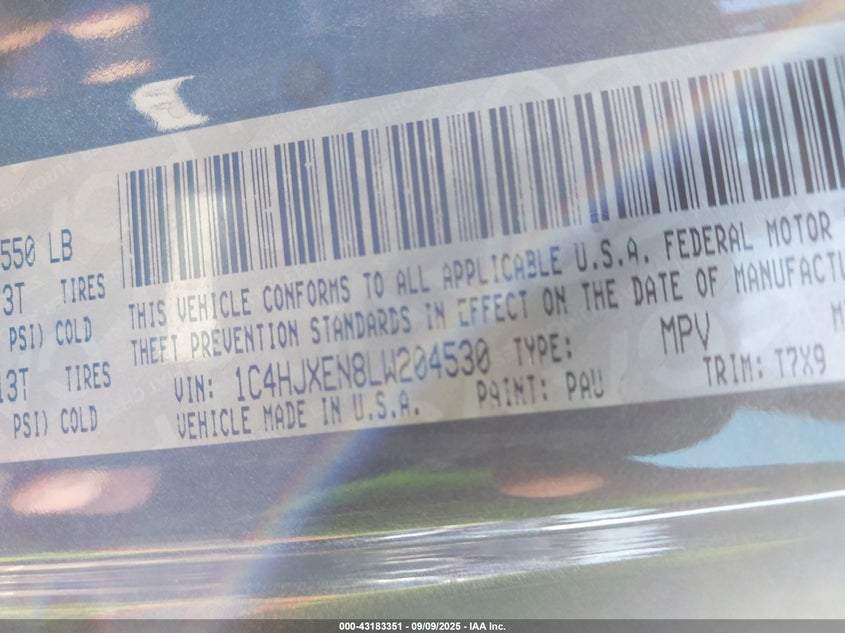 550 LB
3T TIRES
PSI) COLD
13T TIRES
PSI) COLD
THIS VEHICLE CONFORMS TO ALL APPLICABLE U.S.A. FEDERAL MOTOR
THEFT PREVENTION STANDARDS IN EFFECT ON THE DATE OF MANUFACTU
VIN: 1C4HJXEN8LW204530 TYPE: MPV
VEHICLE MADE IN U.S.A. PAINT: PAU TRIM: T7X9
000-43183351 - 09/09/2025 - IAA Inc.